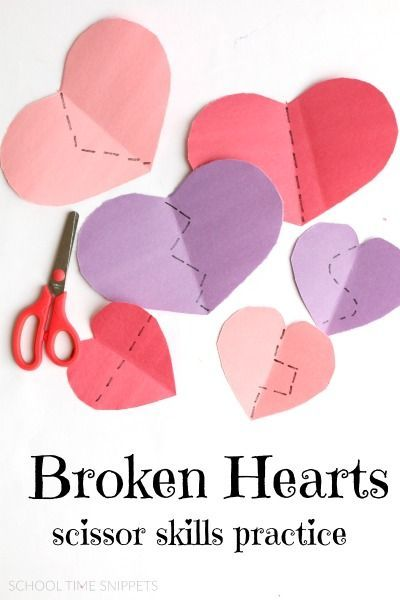 Broken Hearts
scissor skills practice
SCHOOL TIME SNIPPETS